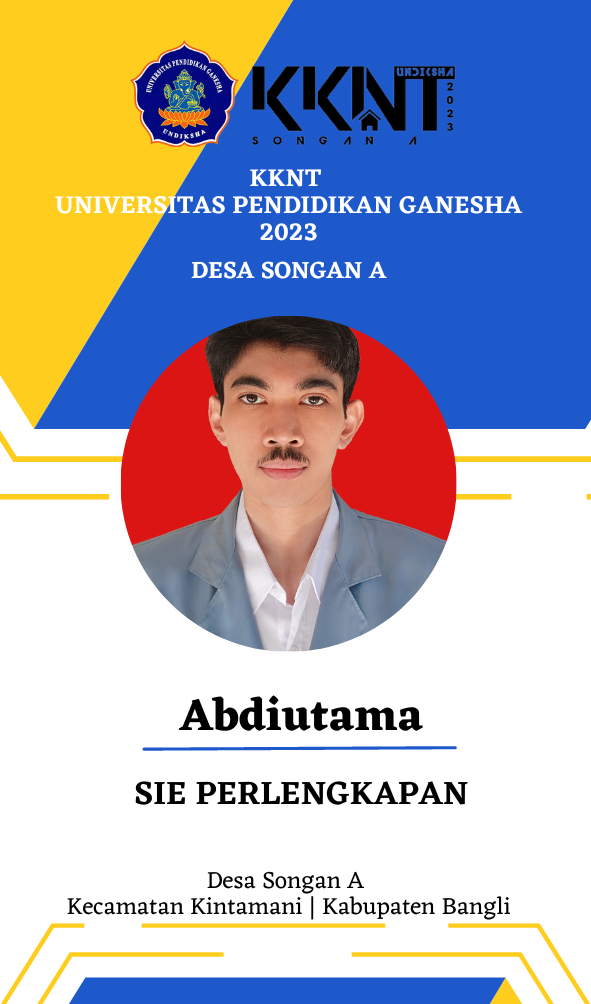 UNIVERSITAS PENDIDIKAN GANESHA
UNDIKSHA
KKNT
UNDIKSHA
2023
SONGAN A
KKNT
UNIVERSITAS PENDIDIKAN GANESHA
2023
DESA SONGAN A
Abdiutama
SIE PERLENGKAPAN
Desa Songan A
Kecamatan Kintamani | Kabupaten Bangli